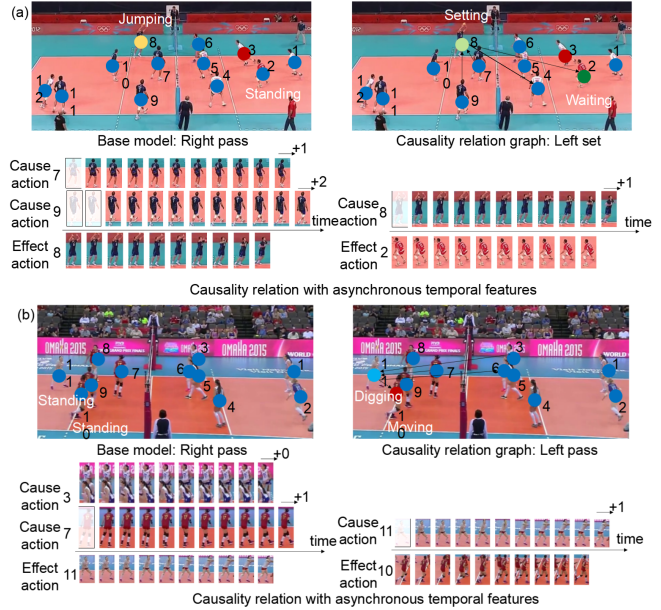 (a)
Jumping
8
6
3
1
1
0
7
5
2
4
Standing
1
2
1
1
9
Setting
8
6
3
1
1
0
7
5
2
4
Waiting
1
2
1
1
9
Base model: Right pass
Causality relation graph: Left set
+1
Cause action 7
+2
Cause action 9
time
Effect action 8
+1
Cause action 8
time
Effect action 2
Causality relation with asynchronous temporal features
(b)
OMAHA 2015
8
3
1
1
7
6
1
9
5
2
4
Standing
1
0
Standing
OMAHA 2015
8
3
1
1
7
6
1
9
5
2
4
Digging
1
0
Moving
Base model: Right pass
Causality relation graph: Left pass
+0
Cause action 3
+1
Cause action 7
time
Effect action 11
+1
Cause action 11
time
Effect action 10
Causality relation with asynchronous temporal features